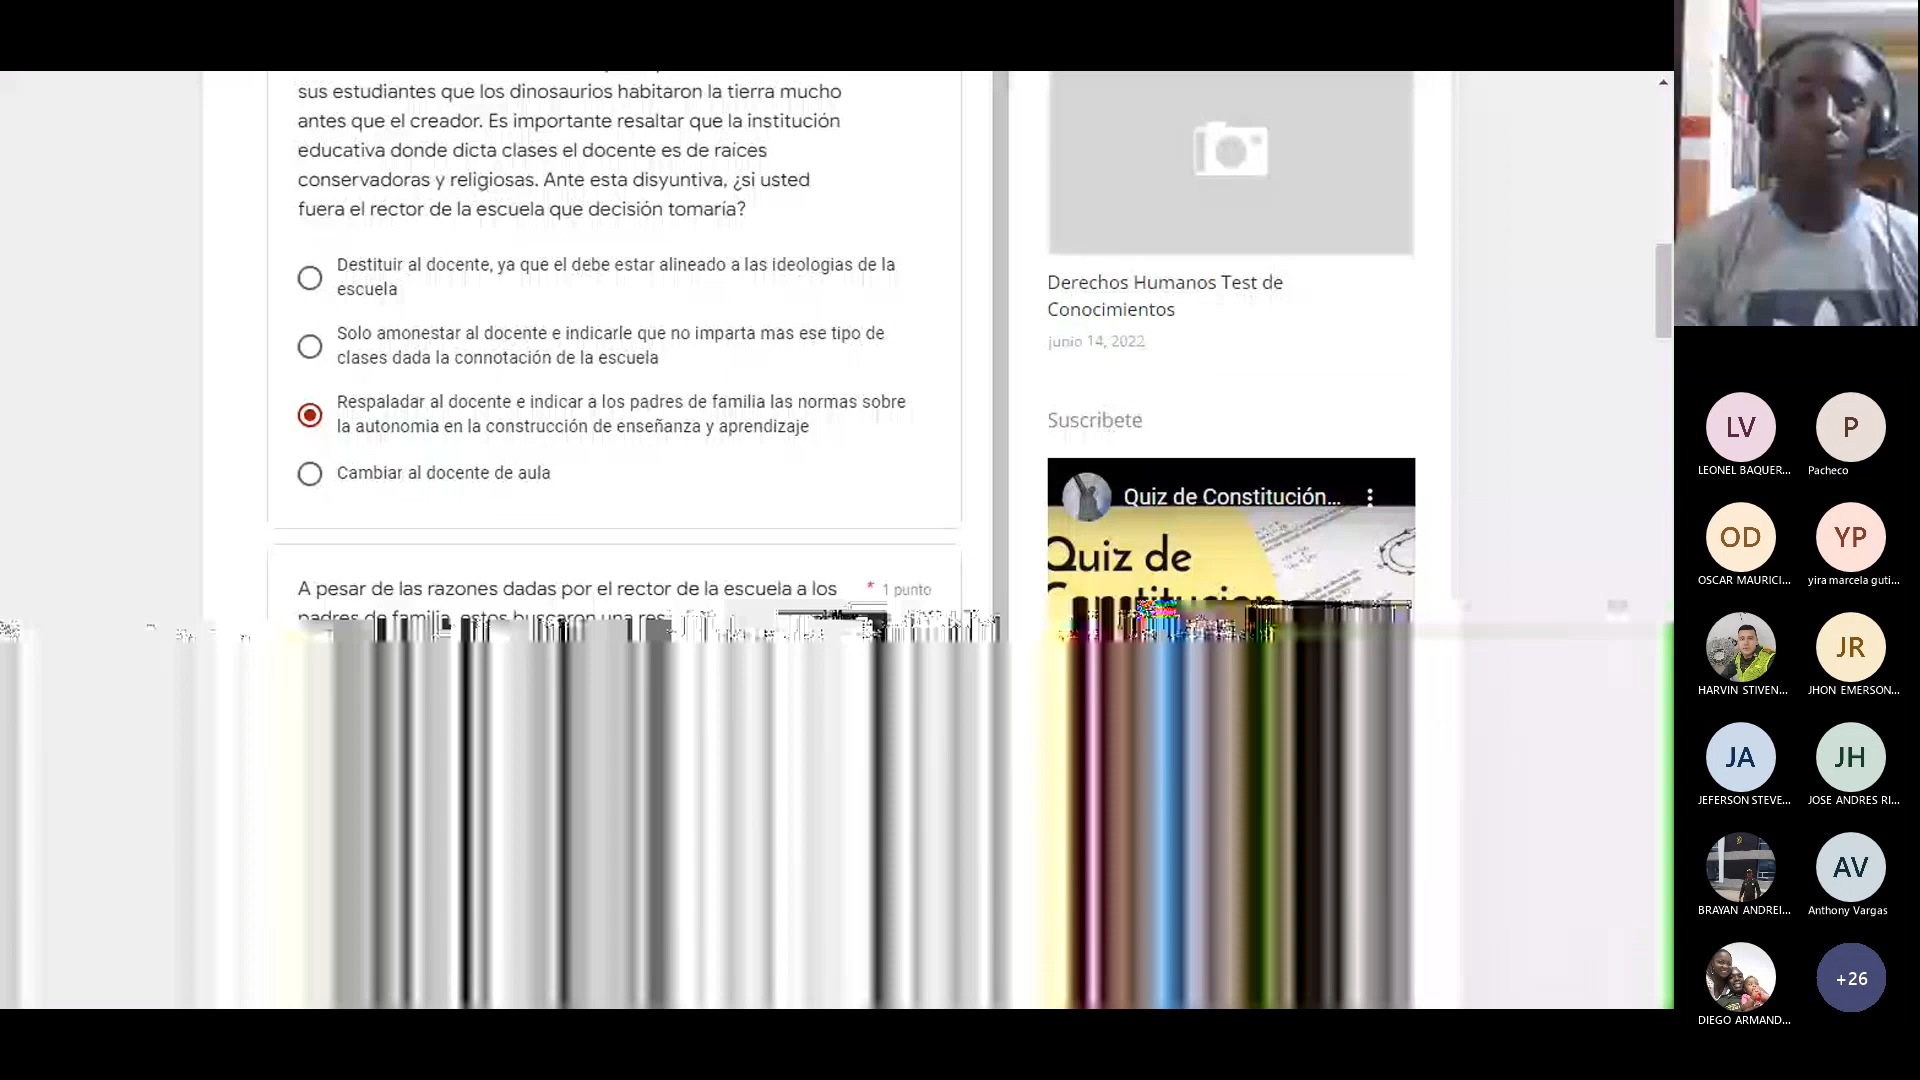 sus estudiantes que los dinosaurios habitaron la tierra mucho
antes que el creador. Es importante resaltar que la institución
educativa donde dicta clases el docente es de raices
conservadoras y religiosas. Ante esta disyuntiva, ¿si usted
fuera el rector de la escuela que decisión tomaría?
Destituir al docente, ya que el debe estar alineado a las ideologias de la
escuela
Solo amonestar al docente e indicarle que no imparta mas ese tipo de
clases dada la connotación de la escuela
Respaladar al docente e indicar a los padres de familia las normas sobre
la autonomia en la construcción de enseñanza y aprendizaje
Cambiar al docente de aula
A pesar de las razones dadas por el rector de la escuela a los
* 1 punto
padres de familia, estos buscaron una
Derechos Humanos Test de
Conocimientos
junio 14, 2022
Suscribete
Quiz de Constitución...
Quiz de
Constitucion
LV
LEONEL BAQUER...
P
Pacheco
OD
OSCAR MAURICI...
YP
yira marcela guti...
HARVIN STIVEN...
JR
JHON EMERSON...
JA
JEFERSON STEVE...
JH
JOSE ANDRES RI...
BRAYAN ANDREI...
AV
Anthony Vargas
DIEGO ARMAND...
+26